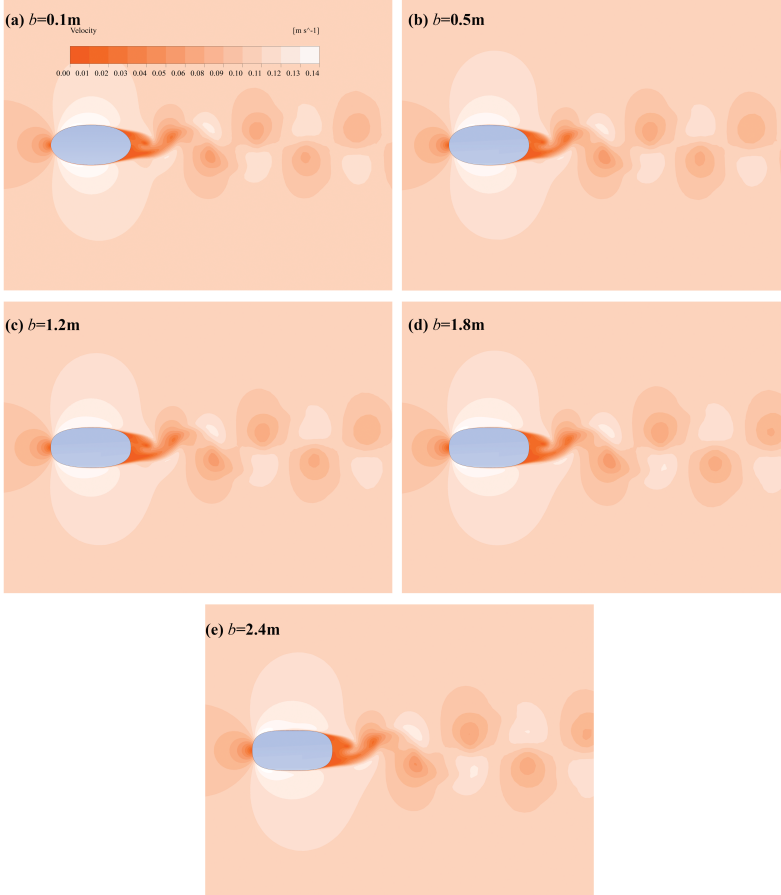 (a) b=0.1m
(b) b=0.5m
Velocity [m s^-1]
0.00 0.01 0.02 0.03 0.04 0.05 0.06 0.08 0.09 0.10 0.11 0.12 0.13 0.14
(c) b=1.2m
(d) b=1.8m
(e) b=2.4m